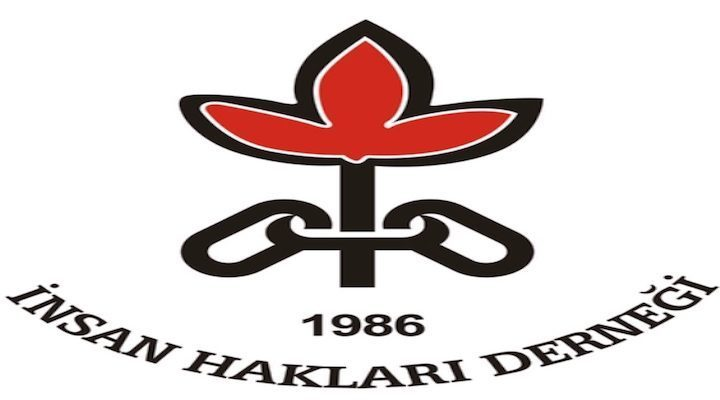 1986
İNSAN HAKLARI DERNEĞİ